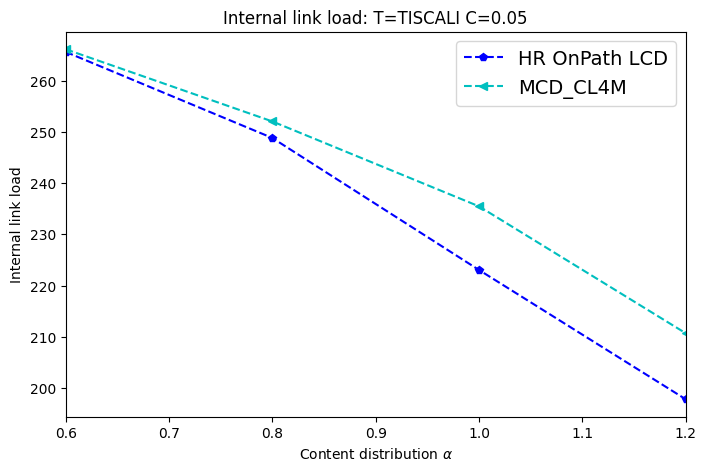 Internal link load: T=TISCALI C=0.05
HR OnPath LCD
MCD_CL4M
Internal link load
260
250
240
230
220
210
200
0.6 0.7 0.8 0.9 1.0 1.1 1.2
Content distribution α